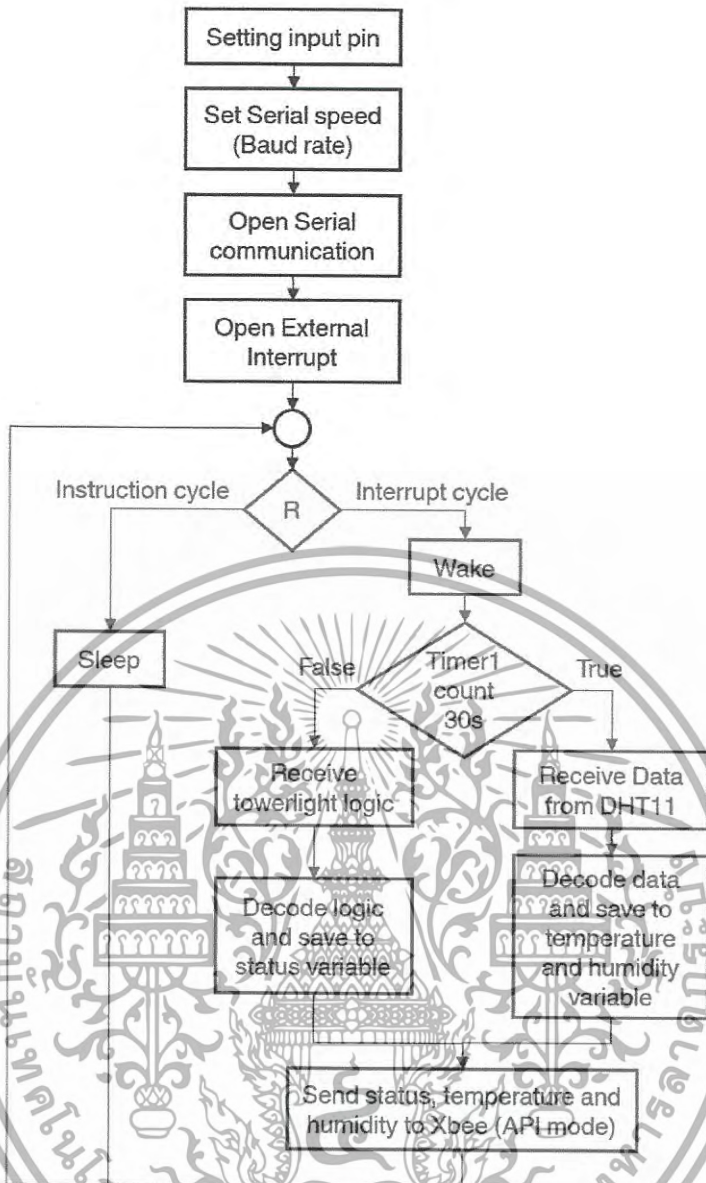 Setting input pin
Set Serial speed
(Baud rate)
Open Serial
communication
Open External
Interrupt
Instruction cycle
R
Interrupt cycle
Wake
Sleep
False
Timer1
count
30s
True
Receive
towerlight logic
Receive Data
from DHT11
Decode logic
and save to
status variable
Decode data
and save to
temperature
and humidity
variable
Send status, temperature and
humidity to Xbee (API mode)